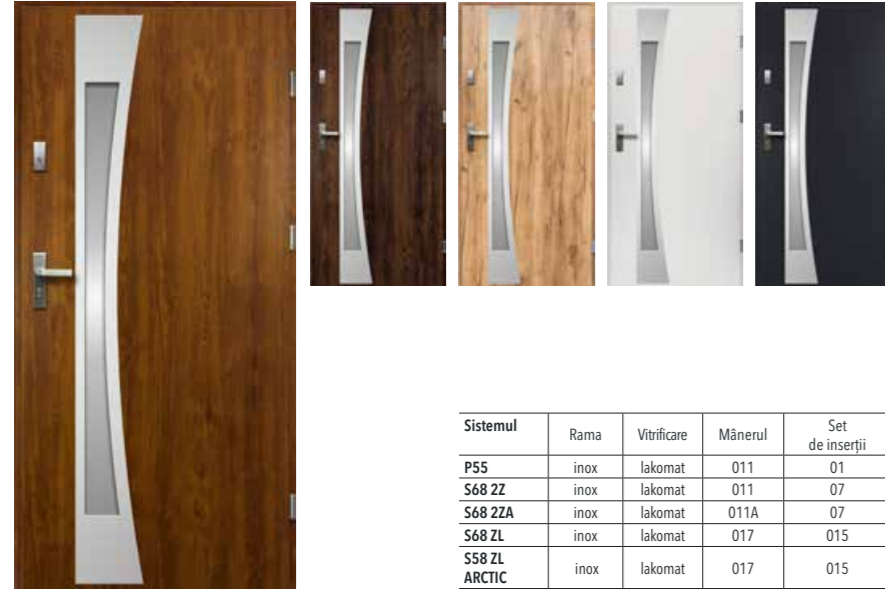 Sistemul Rama Vitrificare Mânerul Set
de inserții
P55 inox lakomat 011 01
S68 2Z inox lakomat 011 07
S68 2ZA inox lakomat 011A 07
S68 ZL inox lakomat 017 015
S58 ZL
ARCTIC inox lakomat 017 015